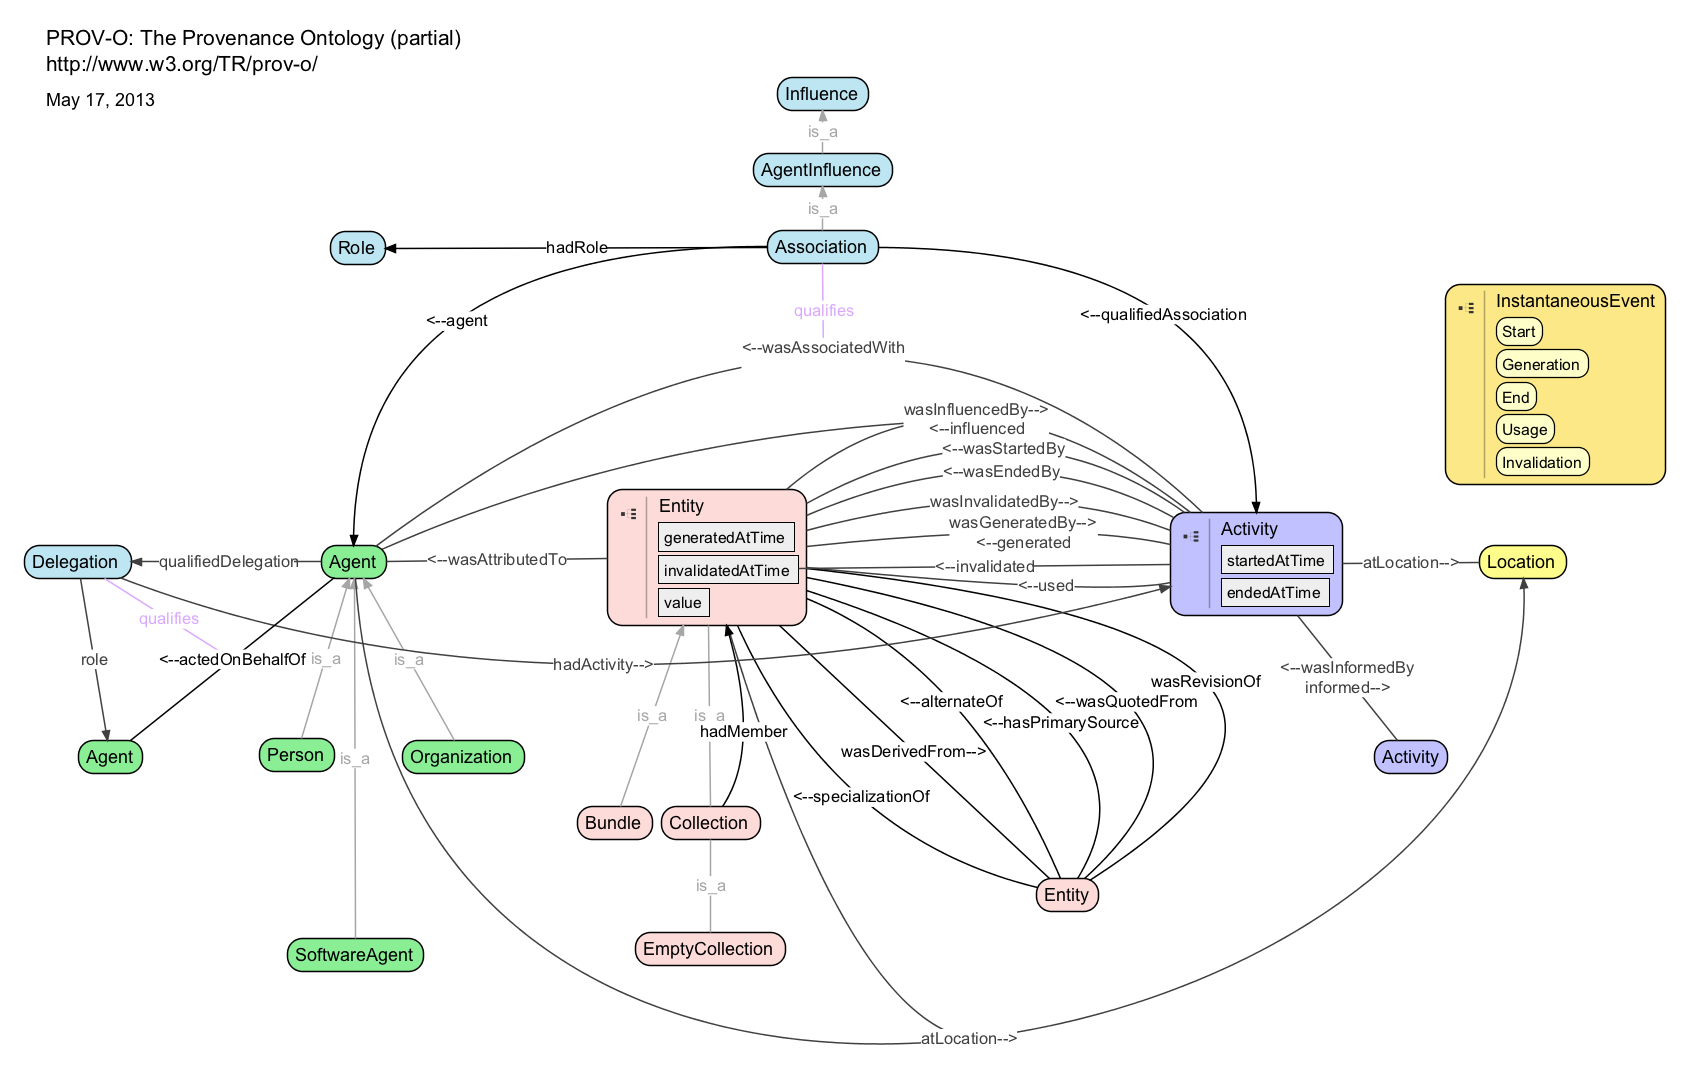 PROV-O: The Provenance Ontology (partial)
http://www.w3.org/TR/prov-o/
May 17, 2013
Influence
is_a
AgentInfluence
is_a
Role
hadRole
Association
qualifies
<--agent
<--qualifiedAssociation
<--wasAssociatedWith
InstantaneousEvent
Start
Generation
End
Usage
Invalidation
wasInfluencedBy-->
<--influenced
<--wasStartedBy
<--wasEndedBy
wasInvalidatedBy-->
wasGeneratedBy-->
<--generated
<--invalidated
<--used
Entity
generatedAtTime
invalidatedAtTime
value
Activity
startedAtTime
endedAtTime
Delegation
qualifiedDelegation
Agent
<--wasAttributedTo
atLocation-->
Location
qualifies
role
<--actedOnBehalfOf
is_a
is_a
hadActivity-->
<--wasInformedBy
informed-->
wasRevisionOf
<--alternateOf
<--wasQuotedFrom
<--hasPrimarySource
is_a
is_a
hadMember
wasDerivedFrom-->
Agent
Person
is_a
Organization
Activity
<--specializationOf
Bundle
Collection
is_a
Entity
SoftwareAgent
EmptyCollection
atLocation-->